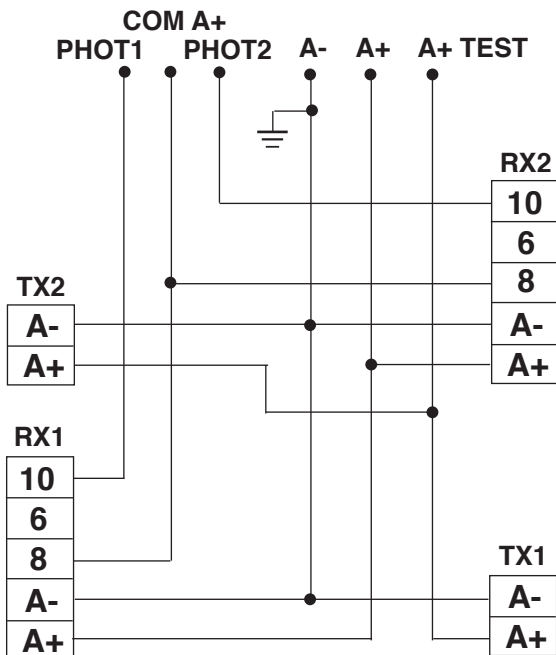 COM A+
PHOT1 PHOT2 A- A+ A+ TEST
RX2
10
6
8
A-
A+
TX2
A-
A+
RX1
10
6
8
A-
A+
TX1
A-
A+